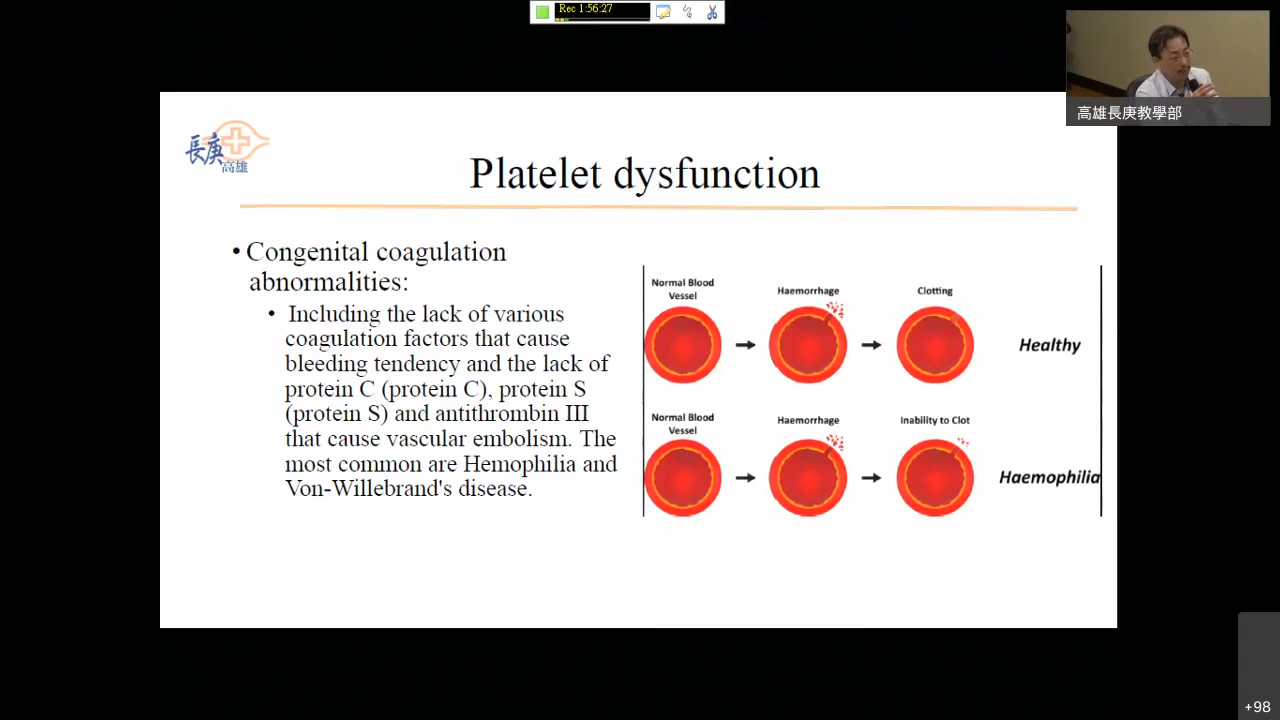 Rec 1:56:27
高雄長庚教學部
長庚
高雄
Platelet dysfunction
• Congenital coagulation
abnormalities:
• Including the lack of various
coagulation factors that cause
bleeding tendency and the lack of
protein C (protein C), protein S
(protein S) and antithrombin III
that cause vascular embolism. The
most common are Hemophilia and
Von-Willebrand's disease.
Normal Blood
Vessel
Haemorrhage
Clotting
Healthy
Normal Blood
Vessel
Haemorrhage
Inability to Clot
Haemophilia
+98